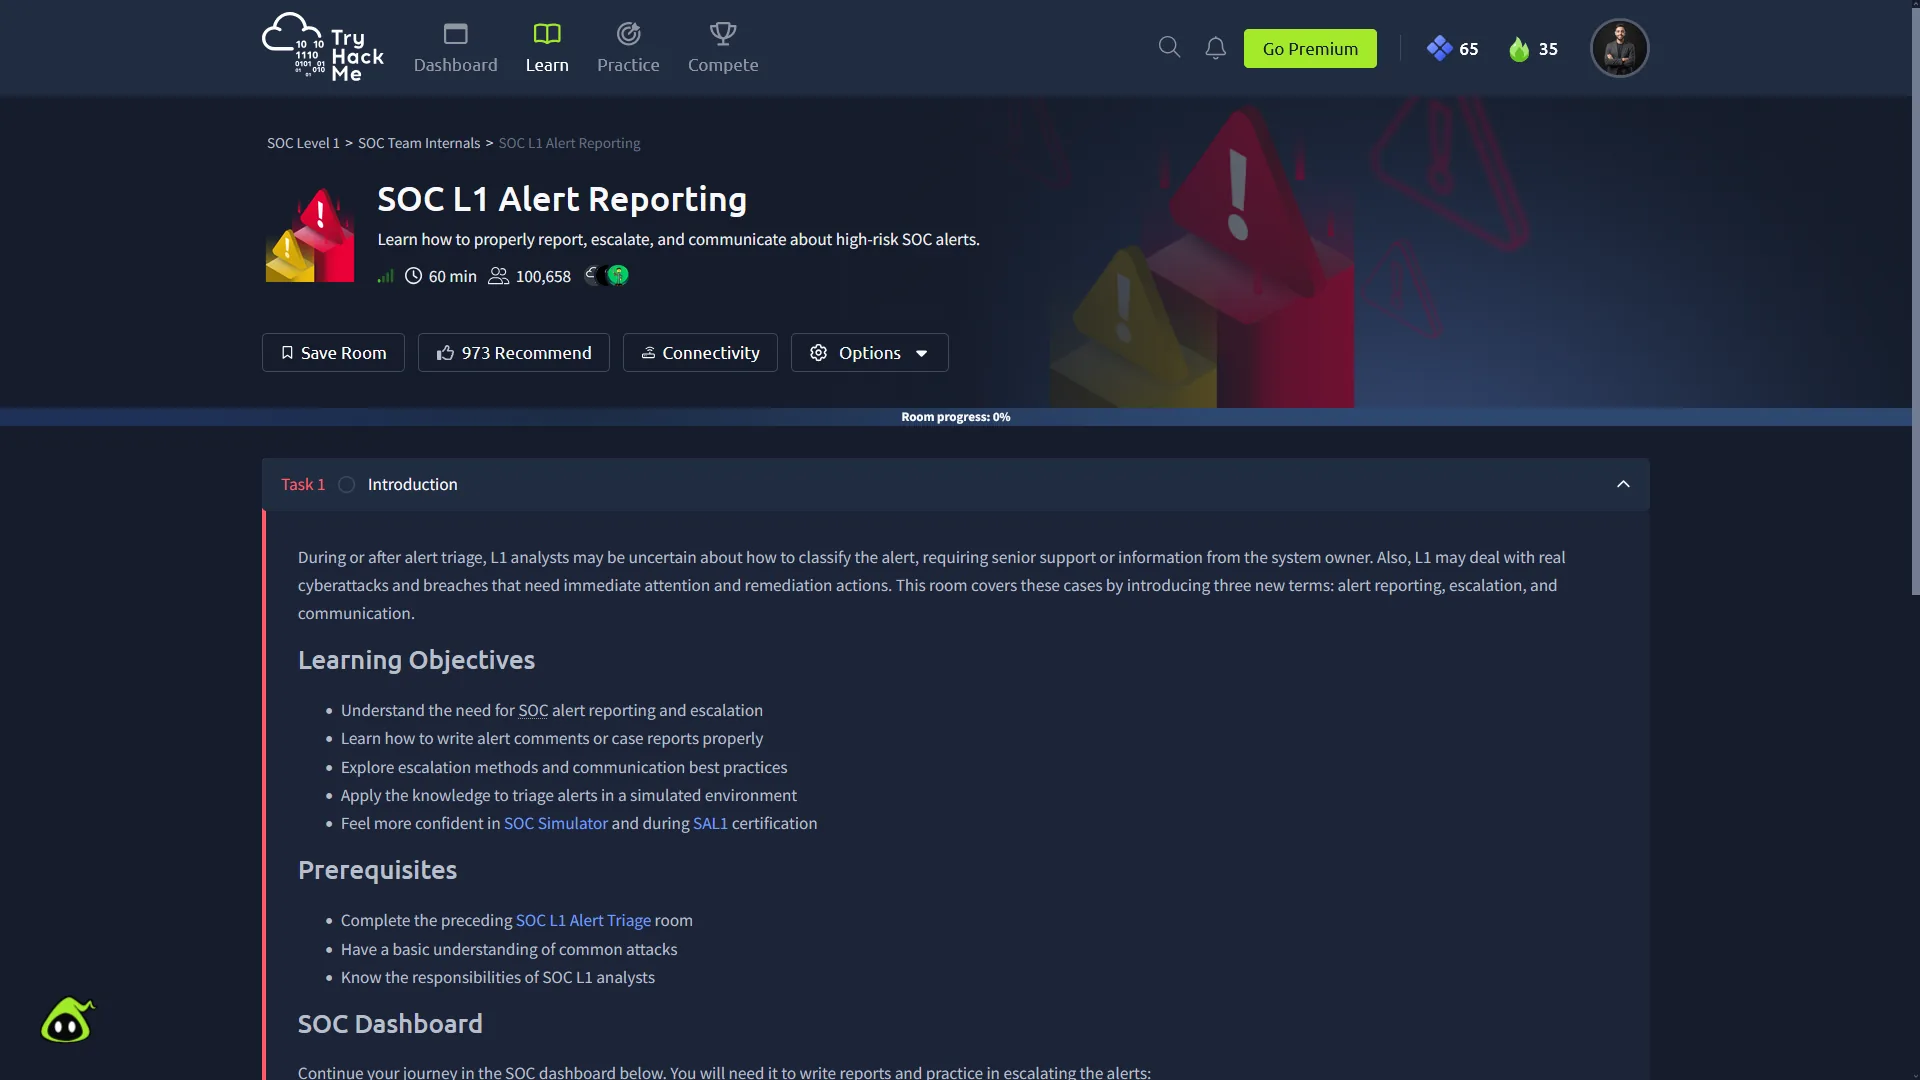 10 10
1110
0101 01
01 010
01
Try
Hack
Me
Dashboard
Learn
Practice
Compete
Go Premium
65
35
SOC Level 1 > SOC Team Internals > SOC L1 Alert Reporting
SOC L1 Alert Reporting
Learn how to properly report, escalate, and communicate about high-risk SOC alerts.
60 min 100,658
Save Room
973 Recommend
Connectivity
Options
Room progress: 0%
Task 1 Introduction
During or after alert triage, L1 analysts may be uncertain about how to classify the alert, requiring senior support or information from the system owner. Also, L1 may deal with real
cyberattacks and breaches that need immediate attention and remediation actions. This room covers these cases by introducing three new terms: alert reporting, escalation, and
communication.
Learning Objectives
• Understand the need for SOC alert reporting and escalation
• Learn how to write alert comments or case reports properly
• Explore escalation methods and communication best practices
• Apply the knowledge to triage alerts in a simulated environment
• Feel more confident in SOC Simulator and during SAL1 certification
Prerequisites
• Complete the preceding SOC L1 Alert Triage room
• Have a basic understanding of common attacks
• Know the responsibilities of SOC L1 analysts
SOC Dashboard
Continue your journey in the SOC dashboard below. You will need it to write reports and practice in escalating the alerts: